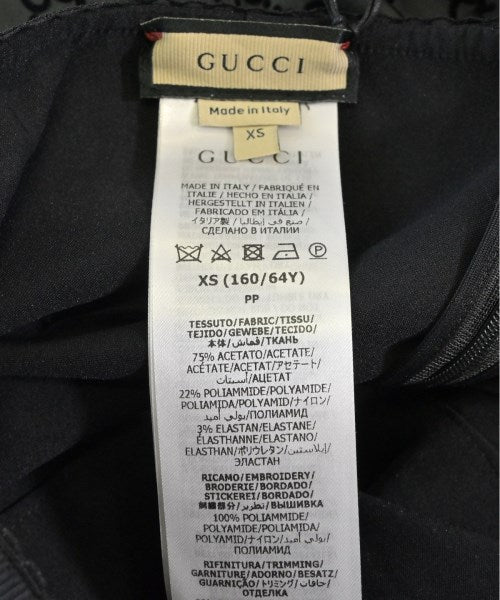 GUCCI
Made in Italy
XS
GUCCI
MADE IN ITALY / FABRIQUÉ EN
ITALIE / HECHO EN ITALIA /
HERGESTELLT IN ITALIEN /
FABRICADO EM ITÁLIA /
イタリア製 / صنع في إيطاليا /
СДЕЛАНО В ИТАЛИИ
P
XS (160/64Y)
PP
TESSUTO/FABRIC/TISSU/
TEJIDO/GEWEBE/TECIDO/
本体/قماش/ТКАНЬ
75% ACETATO/ACETATE/
ACÉTATE/ACETAT/アセテート/
أسيتات/АЦЕТАТ
22% POLIAMMIDE/POLYAMIDE/
POLIAMIDA/POLYAMID/ナイロン/
بولي أميد/ПОЛИАМИД
3% ELASTAN/ELASTANE/
ÉLASTHANNE/ELASTANO/
ELASTHAN/ポリウレタン/إيلاستين/
ЭЛАСТАН
RICAMO/EMBROIDERY/
BRODERIE/BORDADO/
STICKEREI/BORDADO/
刺繍部分/تطريز/ВЫШИВКА
100% POLIAMMIDE/
POLYAMIDE/POLIAMIDA/
POLYAMID/ナイロン/بولي أميد/
ПОЛИАМИД
RIFINITURA/TRIMMING/
GARNITURE/ADORNO/BESATZ/
GUARNIÇÃO/トリミング/حافات/
ОТДЕЛКА